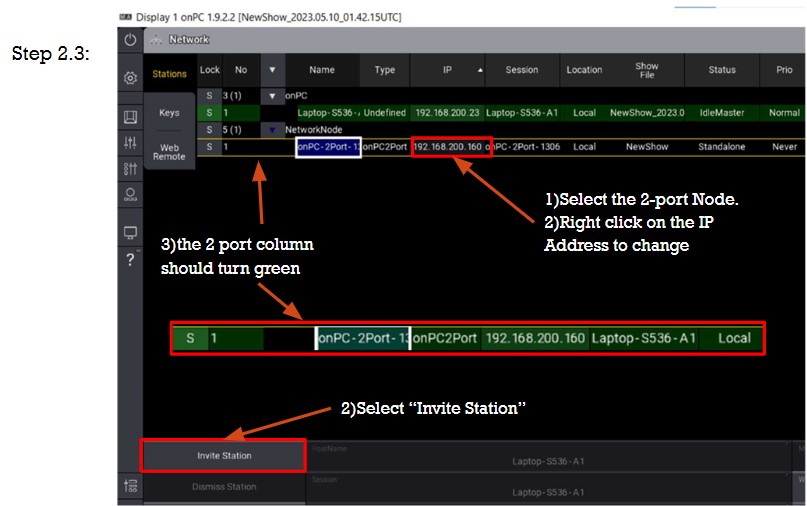 Display 1 onPC 1.9.2.2 [NewShow_2023.05.10_01.42.15UTC]
Step 2.3:
Network
Stations Lock No Name Type IP Session Location Show File Status Prio
S 3 (1) onPC
Keys S 1 Laptop-S536- Undefined 192.168.200.23 Laptop-S536-A1 Local NewShow_2023.0 IdleMaster Normal
S 5 (1) NetworkNode
Web Remote S 1 onPC-2Port-13 onPC2Port 192.168.200.160 onPC-2Port-1306 Local NewShow Standalone Never
1)Select the 2-port Node.
2)Right click on the IP
Address to change
3)the 2 port column
should turn green
?
S 1 onPC-2Port-13 onPC2Port 192.168.200.160 Laptop-S536-A1 Local
2)Select “Invite Station”
Invite Station HostName
Laptop-S536-A1
Dismiss Station Session
Laptop-S536-A1